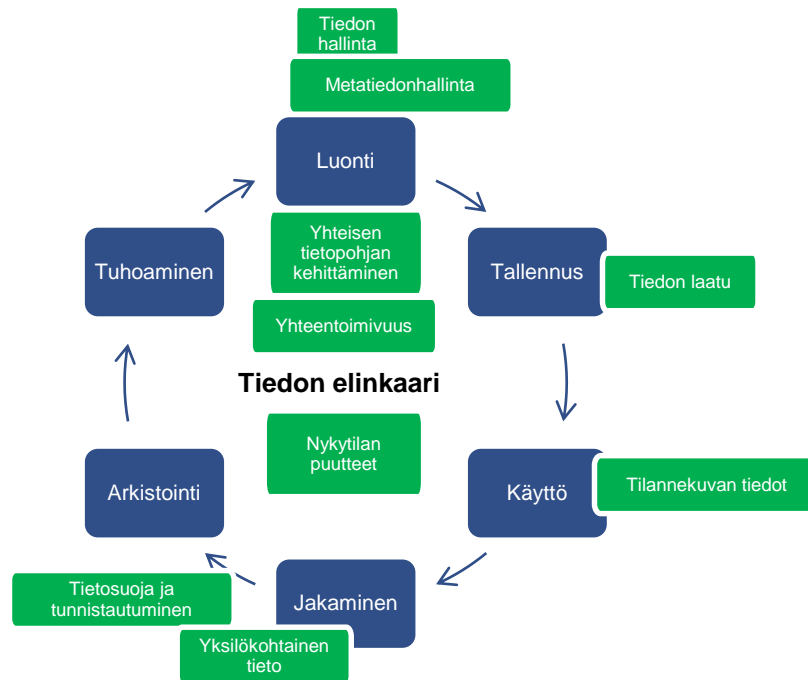 Tiedon
hallinta
Metatiedonhallinta
Luonti
Yhteisen
tietopohjan
kehittäminen
Tuhoaminen
Tallennus
Tiedon laatu
Yhteentoimivuus
Tiedon elinkaari
Nykytilan
puutteet
Arkistointi
Käyttö
Tilannekuvan tiedot
Tietosuoja ja
tunnistautuminen
Jakaminen
Yksilökohtainen
tieto